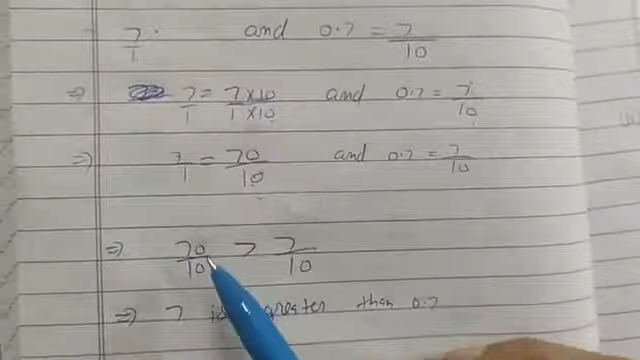 7/1 and 0.7 = 7/10
⇒ 7/1 = 7×10/1×10 and 0.7 = 7/10
⇒ 7/1 = 70/10 and 0.7 = 7/10
⇒ 70/10 > 7/10
⇒ 7 is greater than 0.7